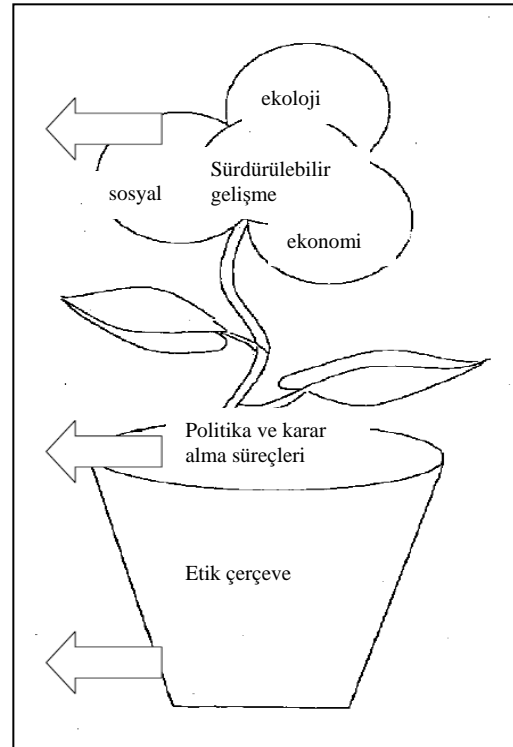 ekoloji
Sürdürülebilir
gelişme
sosyal
ekonomi
Politika ve karar
alma süreçleri
Etik çerçeve